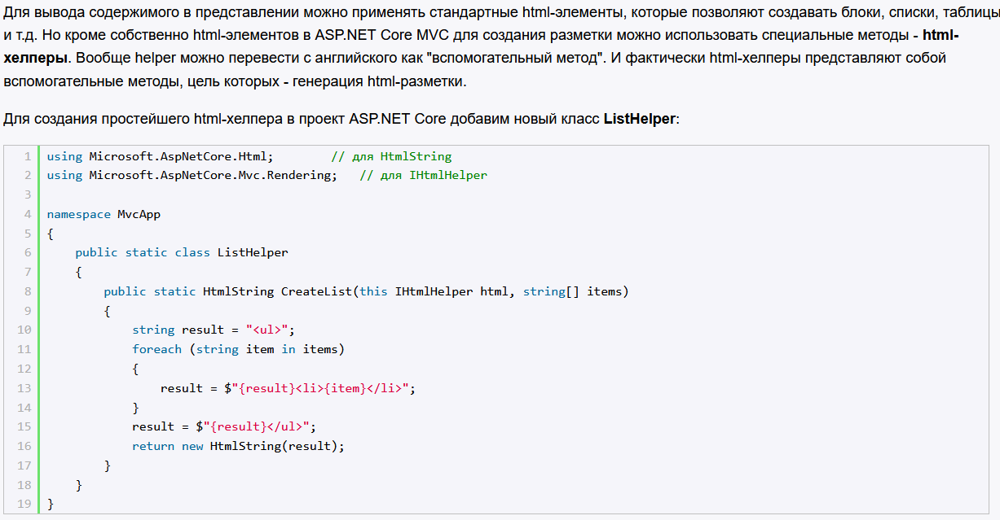 Для вывода содержимого в представлении можно применять стандартные html-элементы, которые позволяют создавать блоки, списки, таблицы
и т.д. Но кроме собственно html-элементов в ASP.NET Core MVC для создания разметки можно использовать специальные методы - html-
хелперы. Вообще helper можно перевести с английского как "вспомогательный метод". И фактически html-хелперы представляют собой
вспомогательные методы, цель которых - генерация html-разметки.
Для создания простейшего html-хелпера в проект ASP.NET Core добавим новый класс ListHelper:
1 using Microsoft.AspNetCore.Html;        // для HtmlString
2 using Microsoft.AspNetCore.Mvc.Rendering;   // для IHtmlHelper
3
4 namespace MvcApp
5 {
6     public static class ListHelper
7     {
8         public static HtmlString CreateList(this IHtmlHelper html, string[] items)
9         {
10             string result = "<ul>";
11             foreach (string item in items)
12             {
13                 result = $"{result}<li>{item}</li>";
14             }
15             result = $"{result}</ul>";
16             return new HtmlString(result);
17         }
18     }
19 }